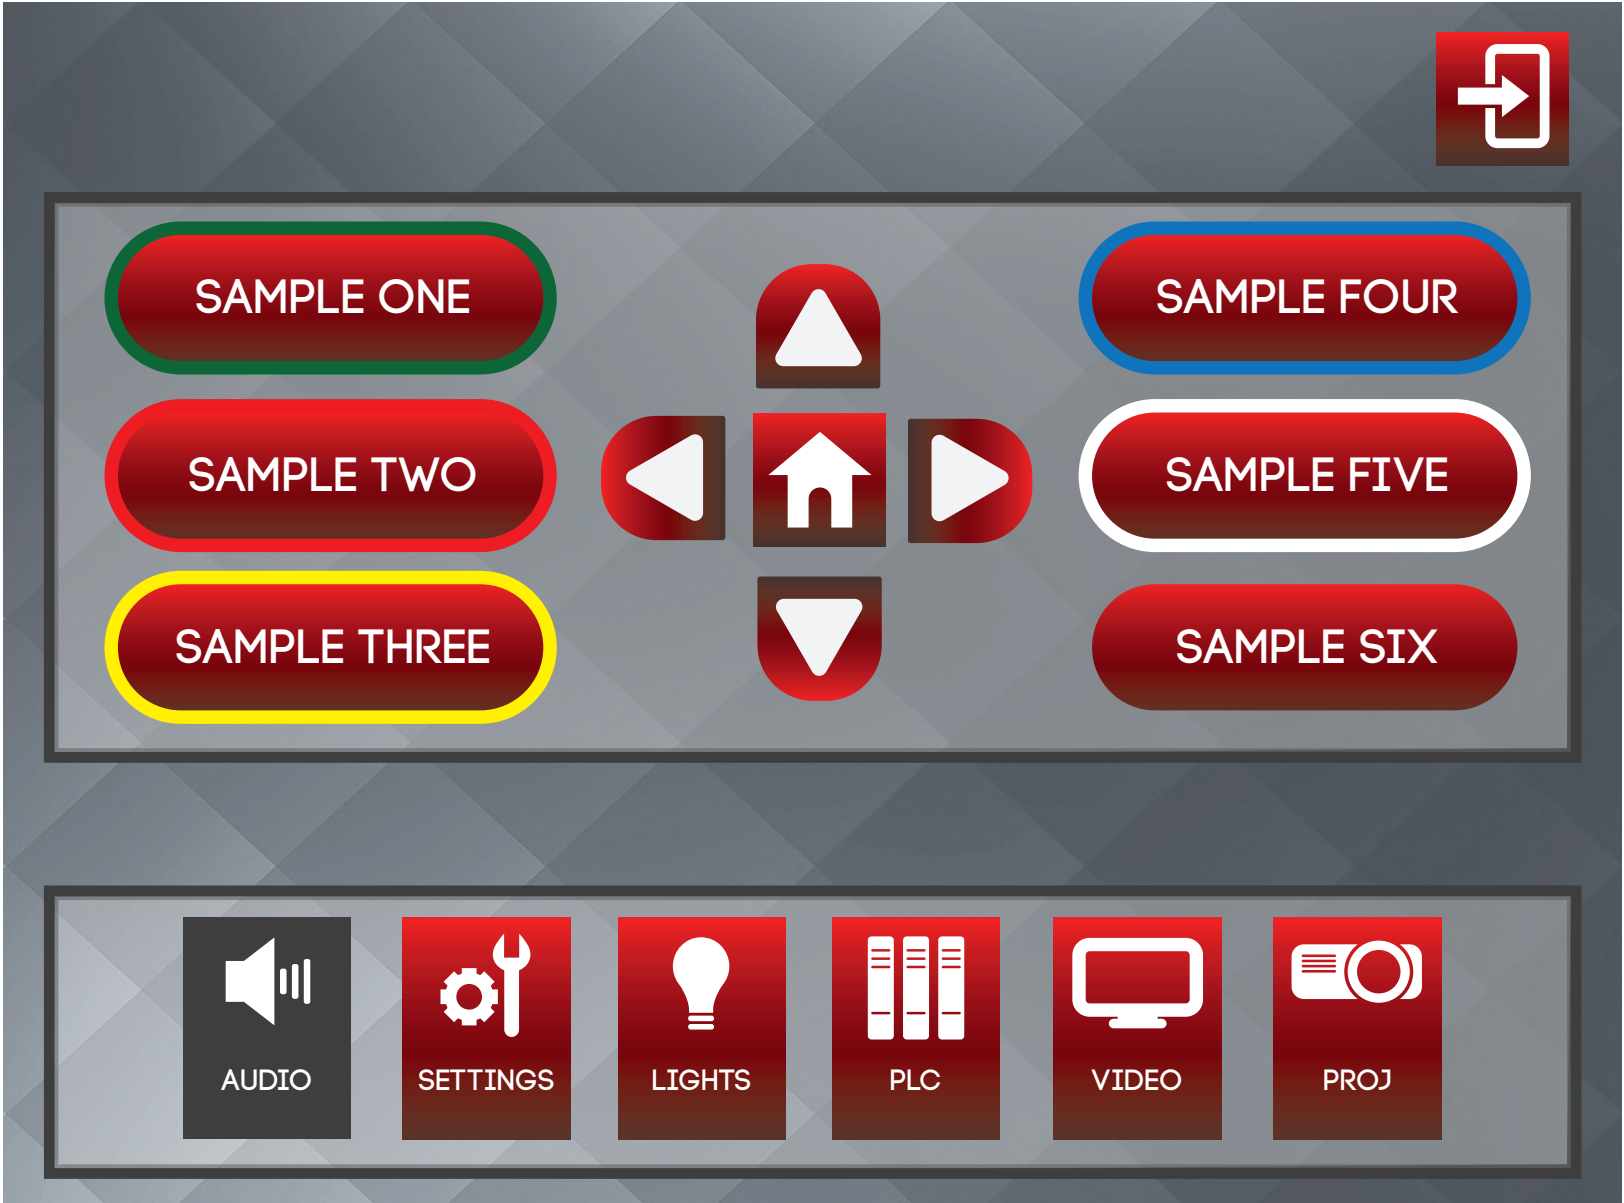 SAMPLE ONE
SAMPLE FOUR
SAMPLE TWO
SAMPLE FIVE
SAMPLE THREE
SAMPLE SIX
AUDIO
SETTINGS
LIGHTS
PLC
VIDEO
PROJ